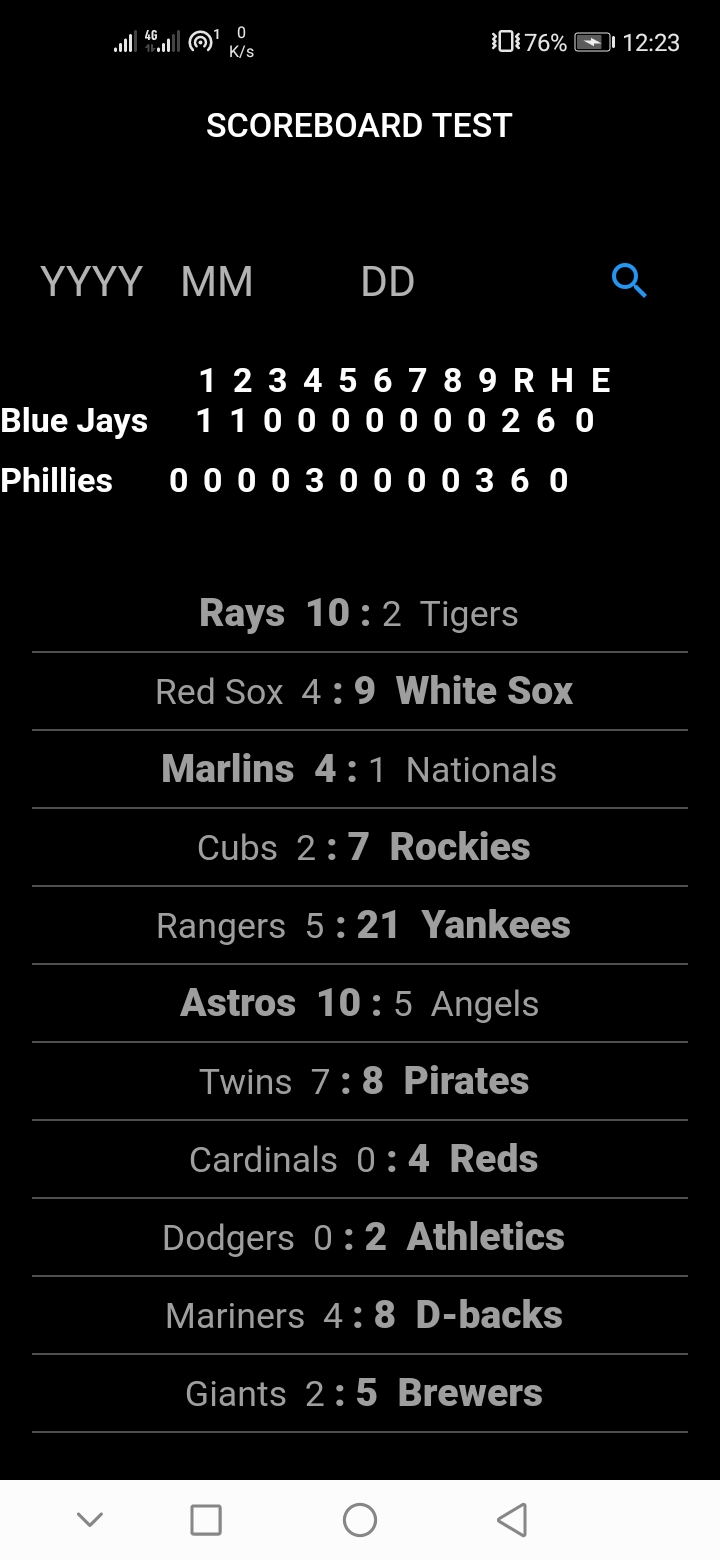 4G 1 0 K/s 76% 12:23
SCOREBOARD TEST
YYYY MM DD
1 2 3 4 5 6 7 8 9 R H E
Blue Jays 1 1 0 0 0 0 0 0 0 2 6 0
Phillies 0 0 0 0 3 0 0 0 0 3 6 0
Rays 10 : 2 Tigers
Red Sox 4 : 9 White Sox
Marlins 4 : 1 Nationals
Cubs 2 : 7 Rockies
Rangers 5 : 21 Yankees
Astros 10 : 5 Angels
Twins 7 : 8 Pirates
Cardinals 0 : 4 Reds
Dodgers 0 : 2 Athletics
Mariners 4 : 8 D-backs
Giants 2 : 5 Brewers